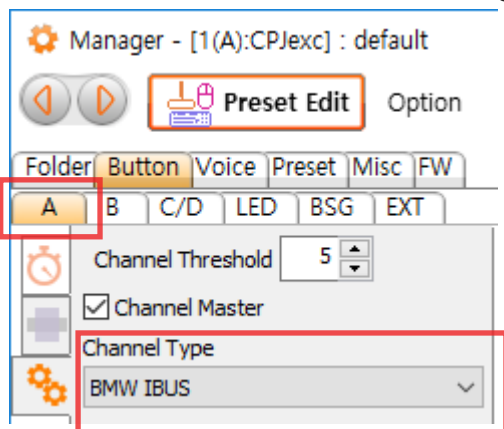 Manager - [1(A):CPJexc] : default
Preset Edit Option
Folder Button Voice Preset Misc FW
A B C/D LED BSG EXT
Channel Threshold 5
Channel Master
Channel Type
BMW IBUS